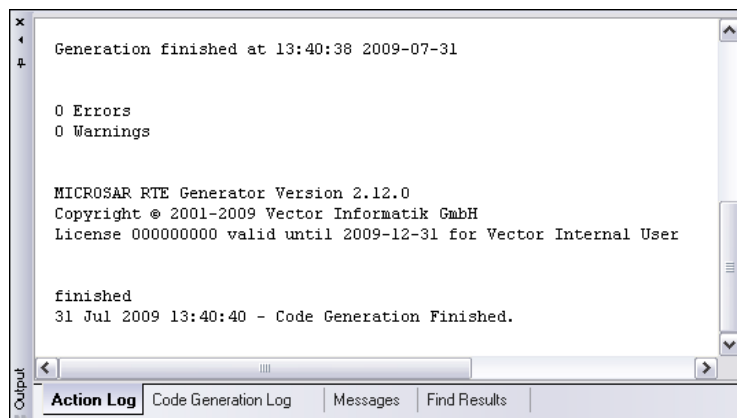 Generation finished at 13:40:38 2009-07-31
0 Errors
0 Warnings
MICROSAR RTE Generator Version 2.12.0
Copyright © 2001-2009 Vector Informatik GmbH
License 000000000 valid until 2009-12-31 for Vector Internal User
finished
31 Jul 2009 13:40:40 - Code Generation Finished.
Output
Action Log Code Generation Log Messages Find Results